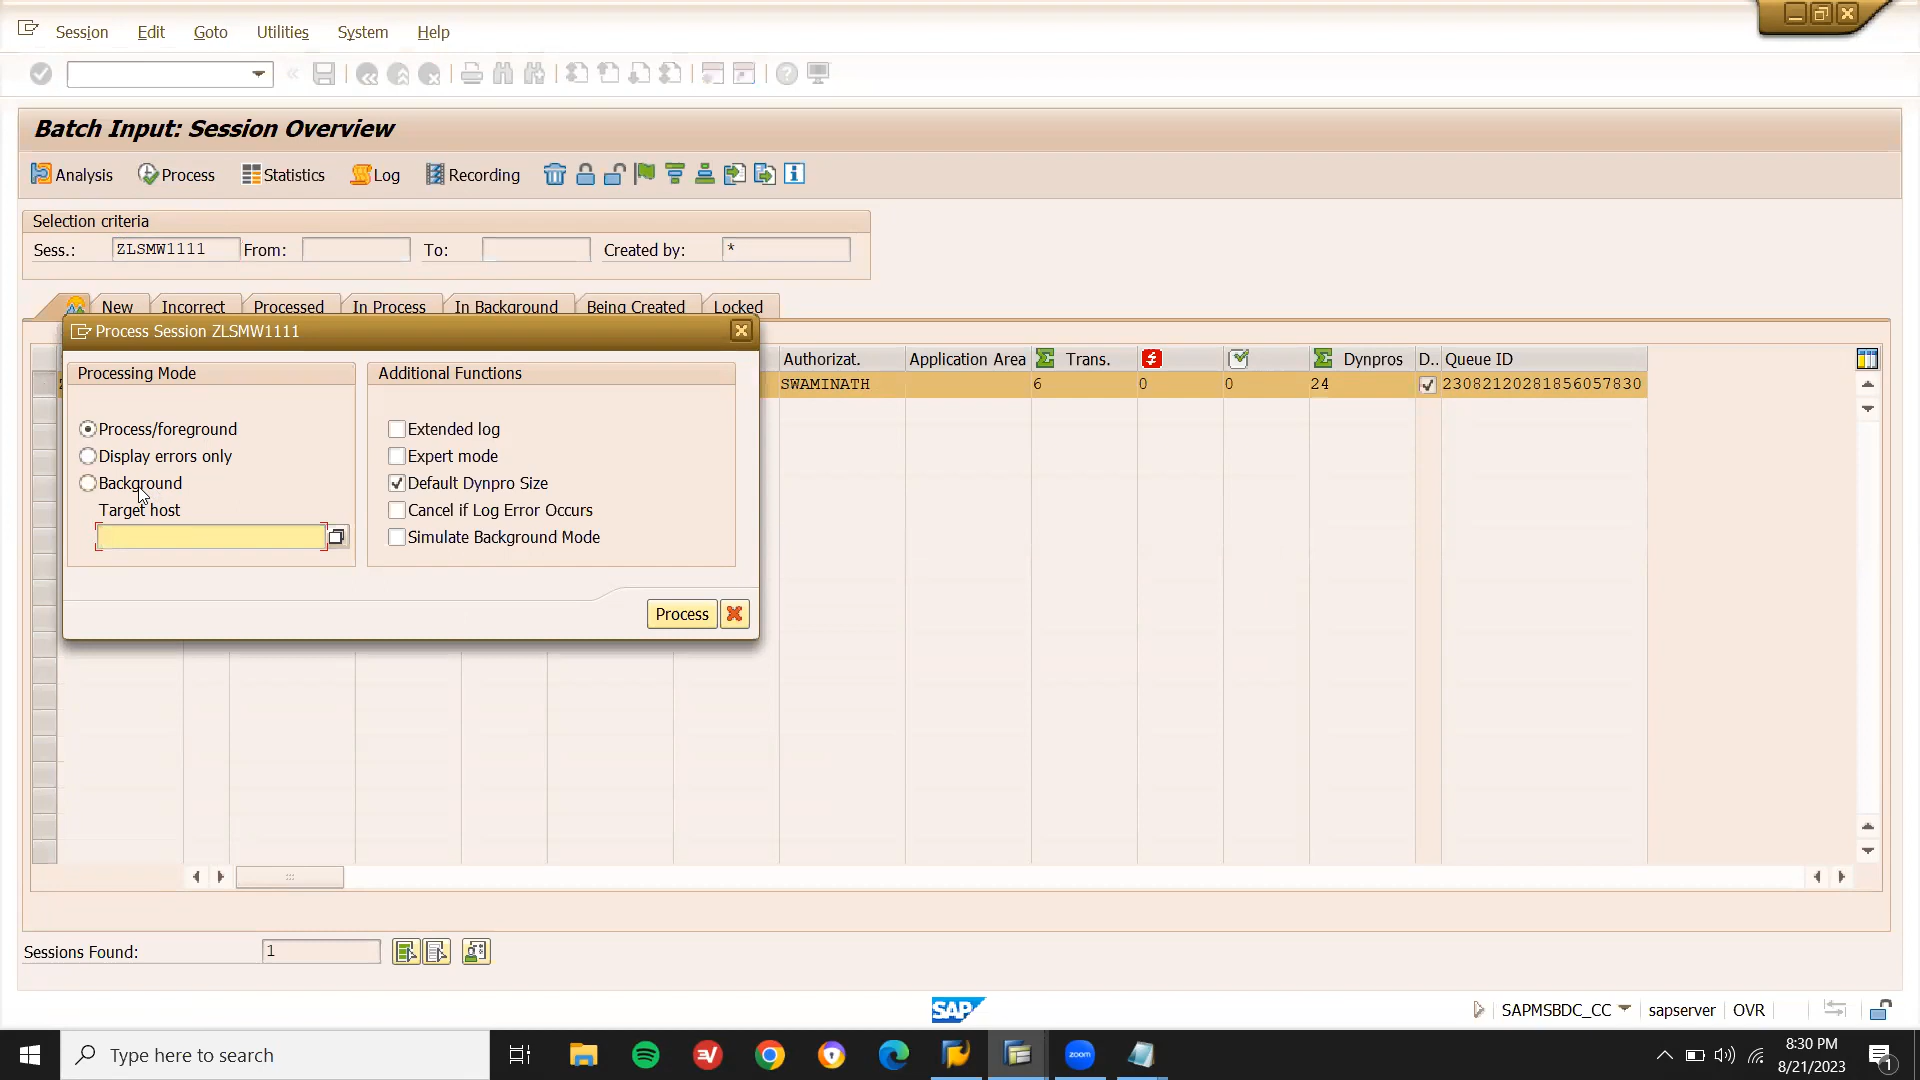 Session Edit Goto Utilities System Help
Batch Input: Session Overview
Analysis Process Statistics Log Recording
Selection criteria
Sess.: ZLSMW1111 From: To: Created by: *
New Incorrect Processed In Process In Background Being Created Locked
Process Session ZLSMW1111
Authorizat. Application Area Trans. Dynpros D.. Queue ID
SWAMINATH 6 0 0 24 23082120281856057830
Processing Mode
Process/foreground
Display errors only
Background
Target host
Additional Functions
Extended log
Expert mode
Default Dynpro Size
Cancel if Log Error Occurs
Simulate Background Mode
Process
Sessions Found: 1
SAP
SAPMSBDC_CC sapserver OVR
Type here to search
zoom
8:30 PM
8/21/2023
1